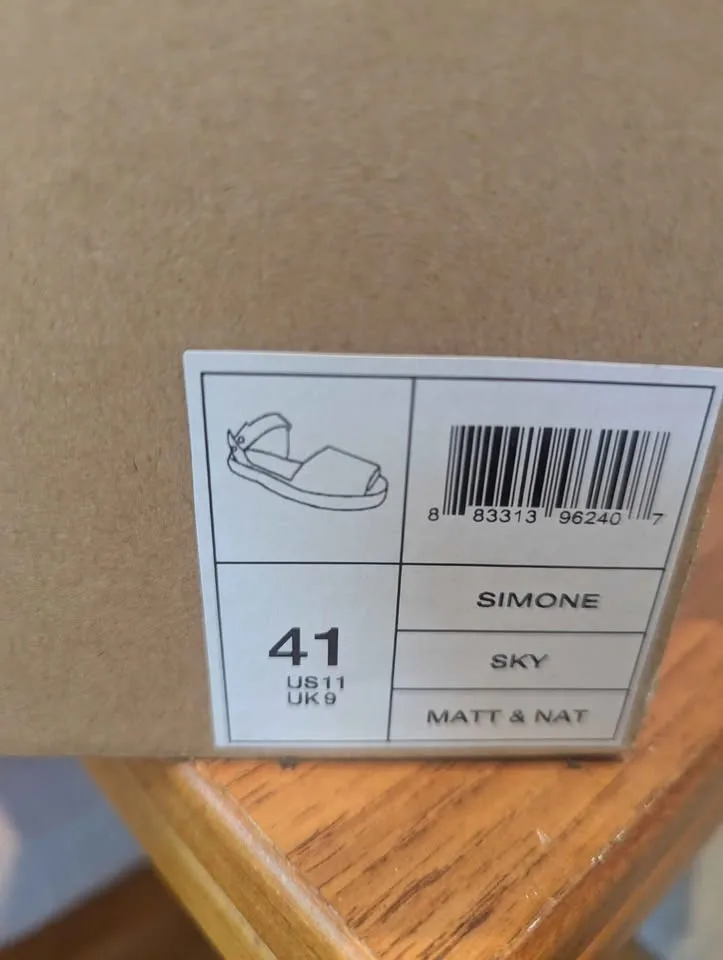 8 83313 96240 7
SIMONE
SKY
MATT & NAT
41
US11
UK9